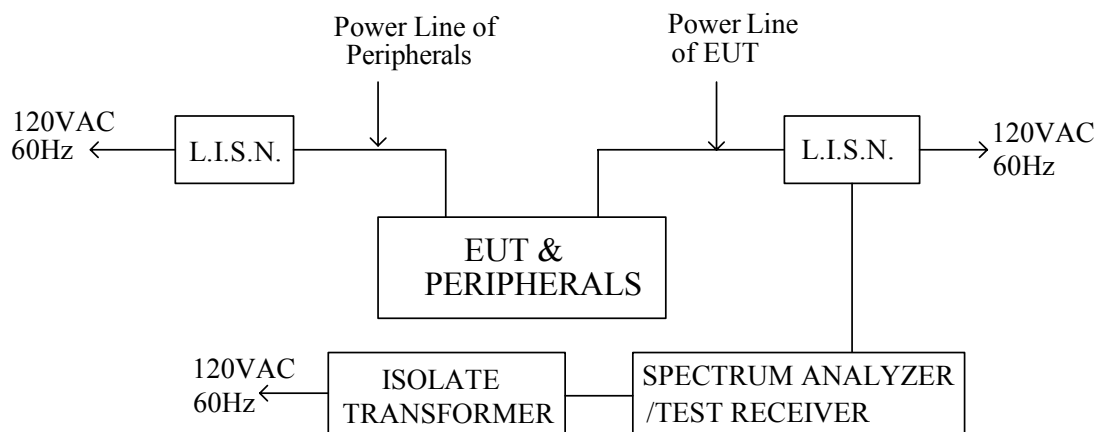 Power Line of
Peripherals
Power Line
of EUT
120VAC
60Hz
L.I.S.N.
L.I.S.N.
120VAC
60Hz
EUT &
PERIPHERALS
120VAC
60Hz
ISOLATE
TRANSFORMER
SPECTRUM ANALYZER
/TEST RECEIVER